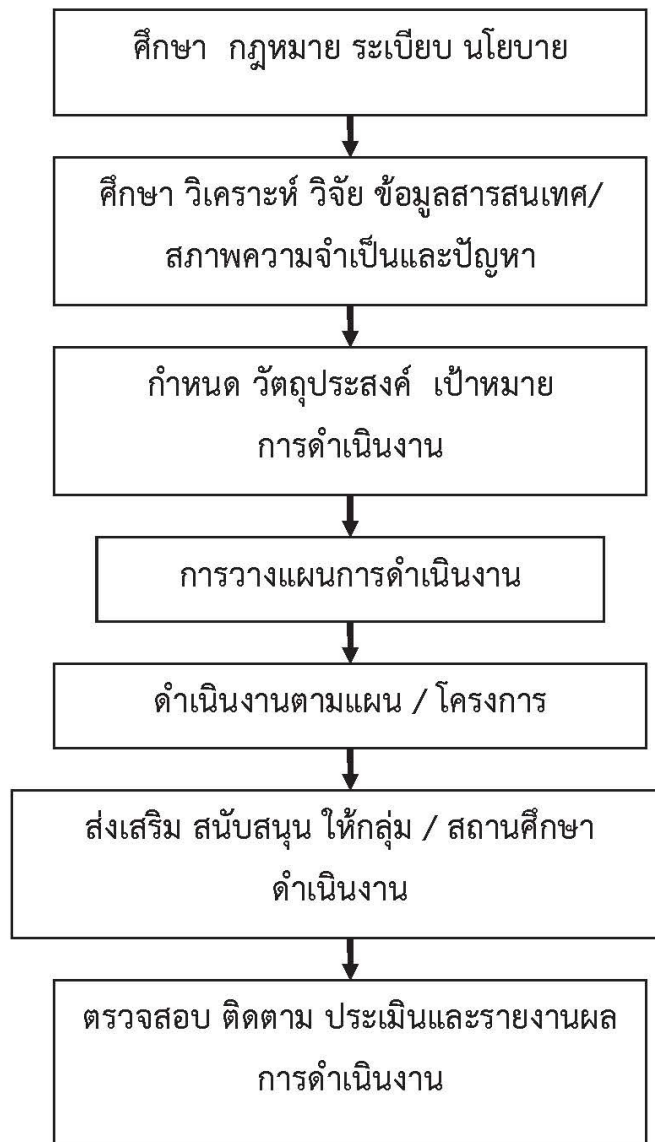 ศึกษา กฎหมาย ระเบียบ นโยบาย
ศึกษา วิเคราะห์ วิจัย ข้อมูลสารสนเทศ/
สภาพความจำเป็นและปัญหา
กำหนด วัตถุประสงค์ เป้าหมาย
การดำเนินงาน
การวางแผนการดำเนินงาน
ดำเนินงานตามแผน / โครงการ
ส่งเสริม สนับสนุน ให้กลุ่ม / สถานศึกษา
ดำเนินงาน
ตรวจสอบ ติดตาม ประเมินและรายงานผล
การดำเนินงาน